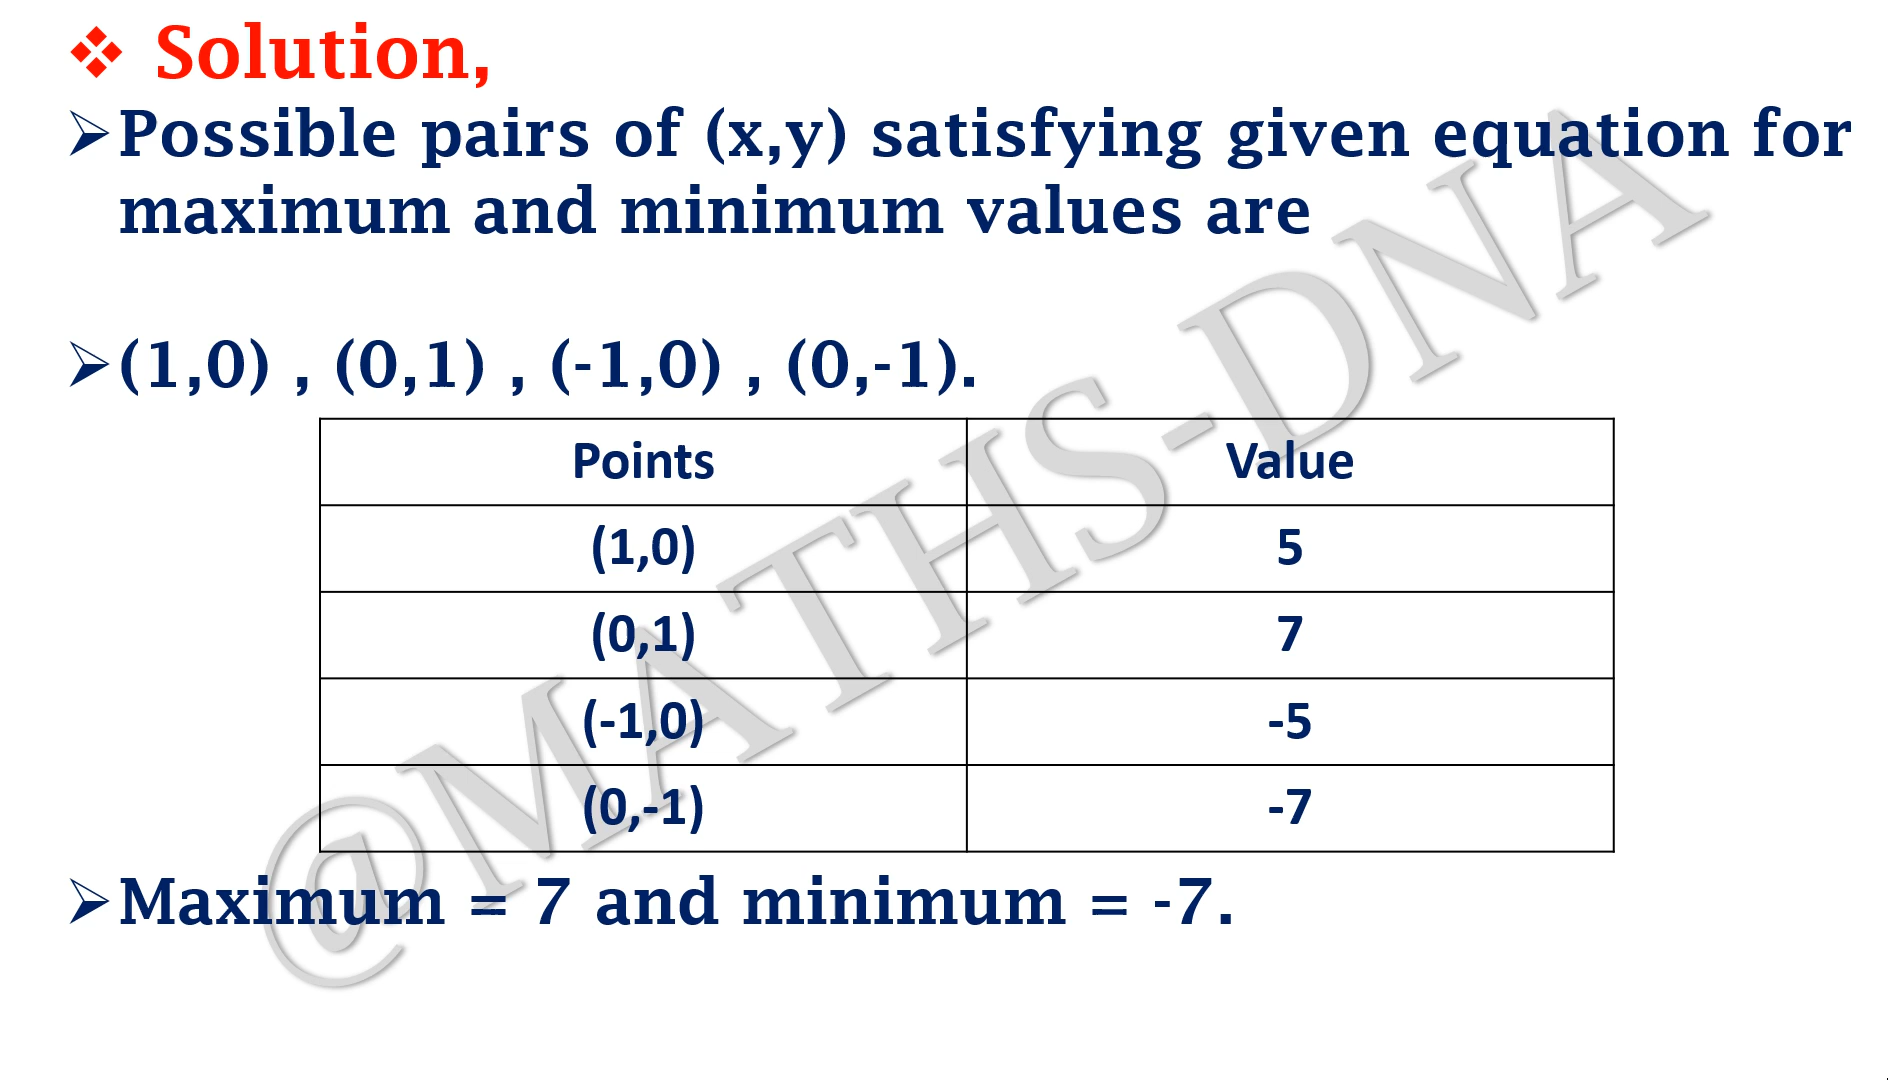 ❖ Solution,
➢Possible pairs of (x,y) satisfying given equation for
maximum and minimum values are
➢(1,0) , (0,1) , (-1,0) , (0,-1).
Points Value
(1,0) 5
(0,1) 7
(-1,0) -5
(0,-1) -7
➢Maximum = 7 and minimum = -7.
@MATHS-DNA